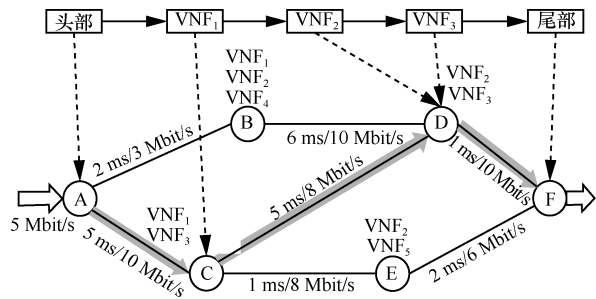 头部
VNF₁
VNF₂
VNF₃
尾部
VNF₁
VNF₂
VNF₄
VNF₂
VNF₃
B
D
2 ms/3 Mbit/s
6 ms/10 Mbit/s
1 ms/10 Mbit/s
A
5 Mbit/s
5 ms/8 Mbit/s
F
VNF₁
VNF₃
VNF₂
VNF₅
5 ms/10 Mbit/s
C
1 ms/8 Mbit/s
E
2 ms/6 Mbit/s